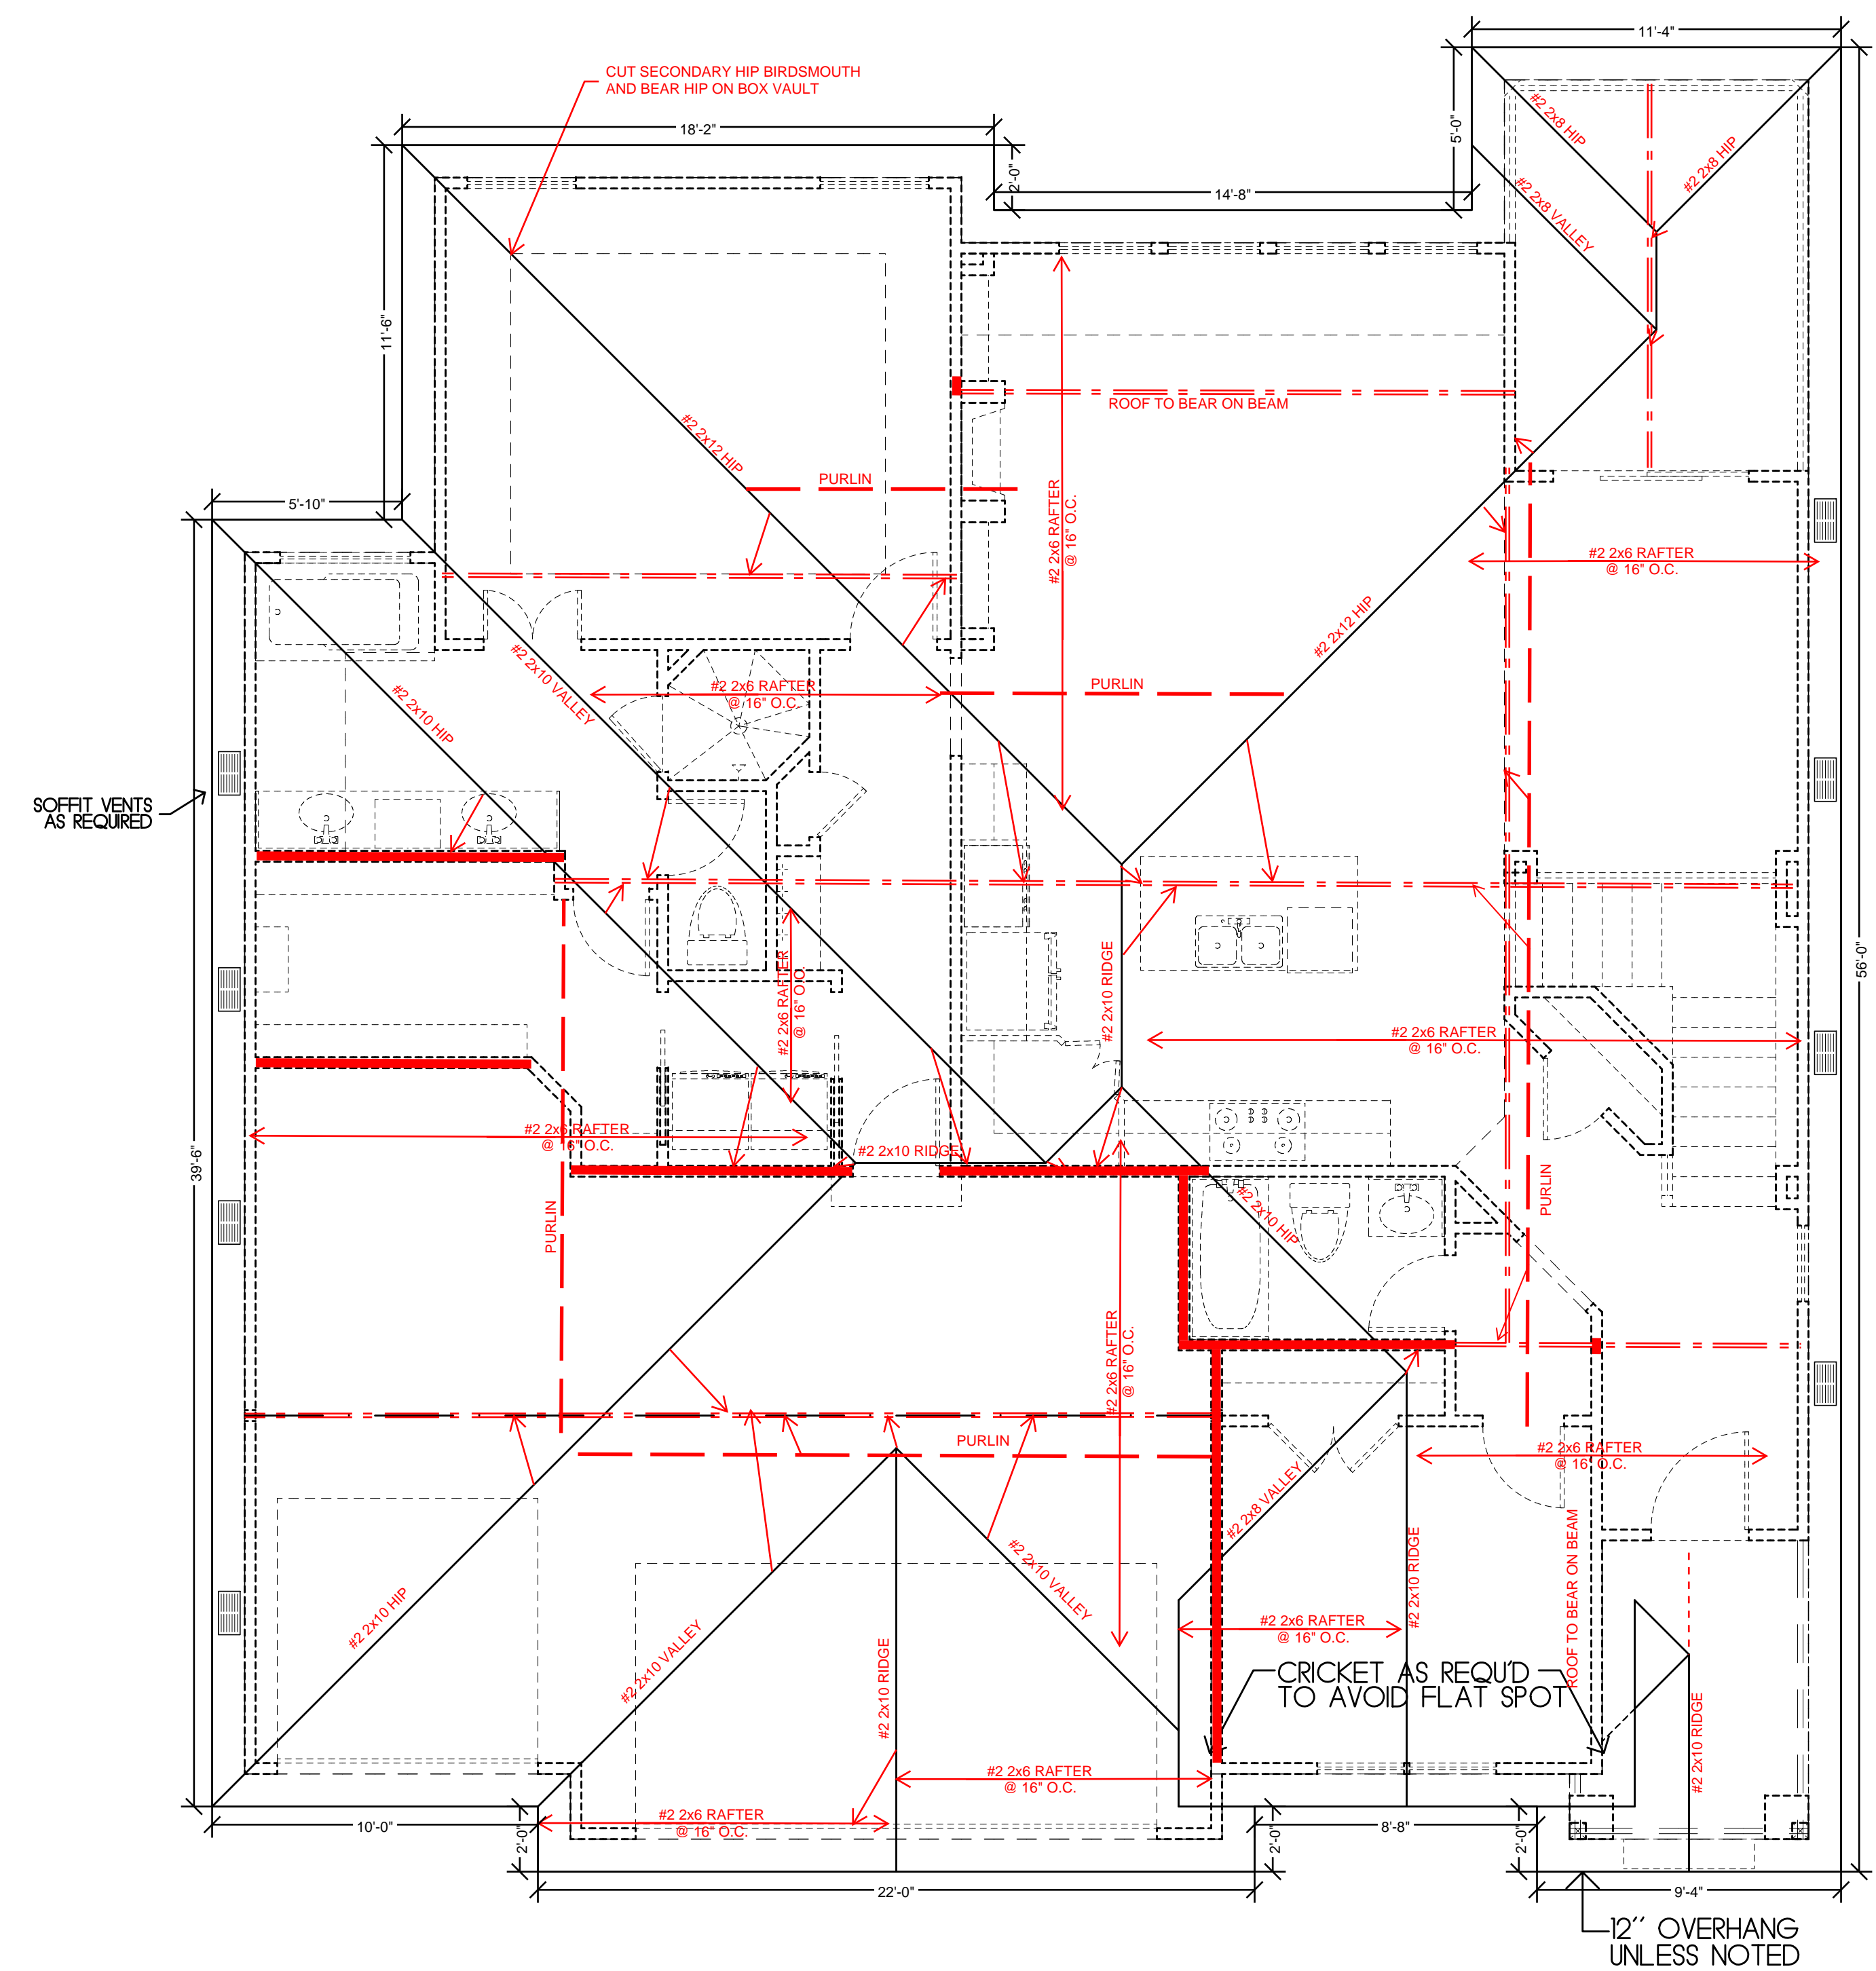 11'-4"
CUT SECONDARY HIP BIRDSMOUTH
AND BEAR HIP ON BOX VAULT
18'-2"
5'-0"
2'-0"
14'-8"
#2 2x8 HIP
#2 2x8 HIP
#2 2x8 VALLEY
11'-6"
ROOF TO BEAR ON BEAM
#2 2x12 HIP
PURLIN
5'-10"
#2 2x6 RAFTER
@ 16" O.C.
#2 2x6 RAFTER
@ 16" O.C.
#2 2x12 HIP
#2 2x10 VALLEY
#2 2x6 RAFTER
@ 16" O.C.
PURLIN
#2 2x10 HIP
SOFFIT VENTS
AS REQUIRED
56'-0"
#2 2x6 RAFTER
@ 16" O.C.
#2 2x10 RIDGE
#2 2x6 RAFTER
@ 16" O.C.
39'-6"
#2 2x6 RAFTER
@ 16" O.C.
#2 2x10 RIDGE
PURLIN
PURLIN
#2 2x10 HIP
#2 2x6 RAFTER
@ 16" O.C.
PURLIN
#2 2x6 RAFTER
@ 16" O.C.
#2 2x8 VALLEY
#2 2x10 VALLEY
#2 2x10 RIDGE
ROOF TO BEAR ON BEAM
#2 2x10 HIP
#2 2x10 VALLEY
#2 2x10 RIDGE
#2 2x6 RAFTER
@ 16" O.C.
CRICKET AS REQU'D
TO AVOID FLAT SPOT
#2 2x10 RIDGE
#2 2x6 RAFTER
@ 16" O.C.
#2 2x6 RAFTER
@ 16" O.C.
10'-0"
2'-0"
2'-0"
8'-8"
2'-0"
22'-0"
9'-4"
12" OVERHANG
UNLESS NOTED